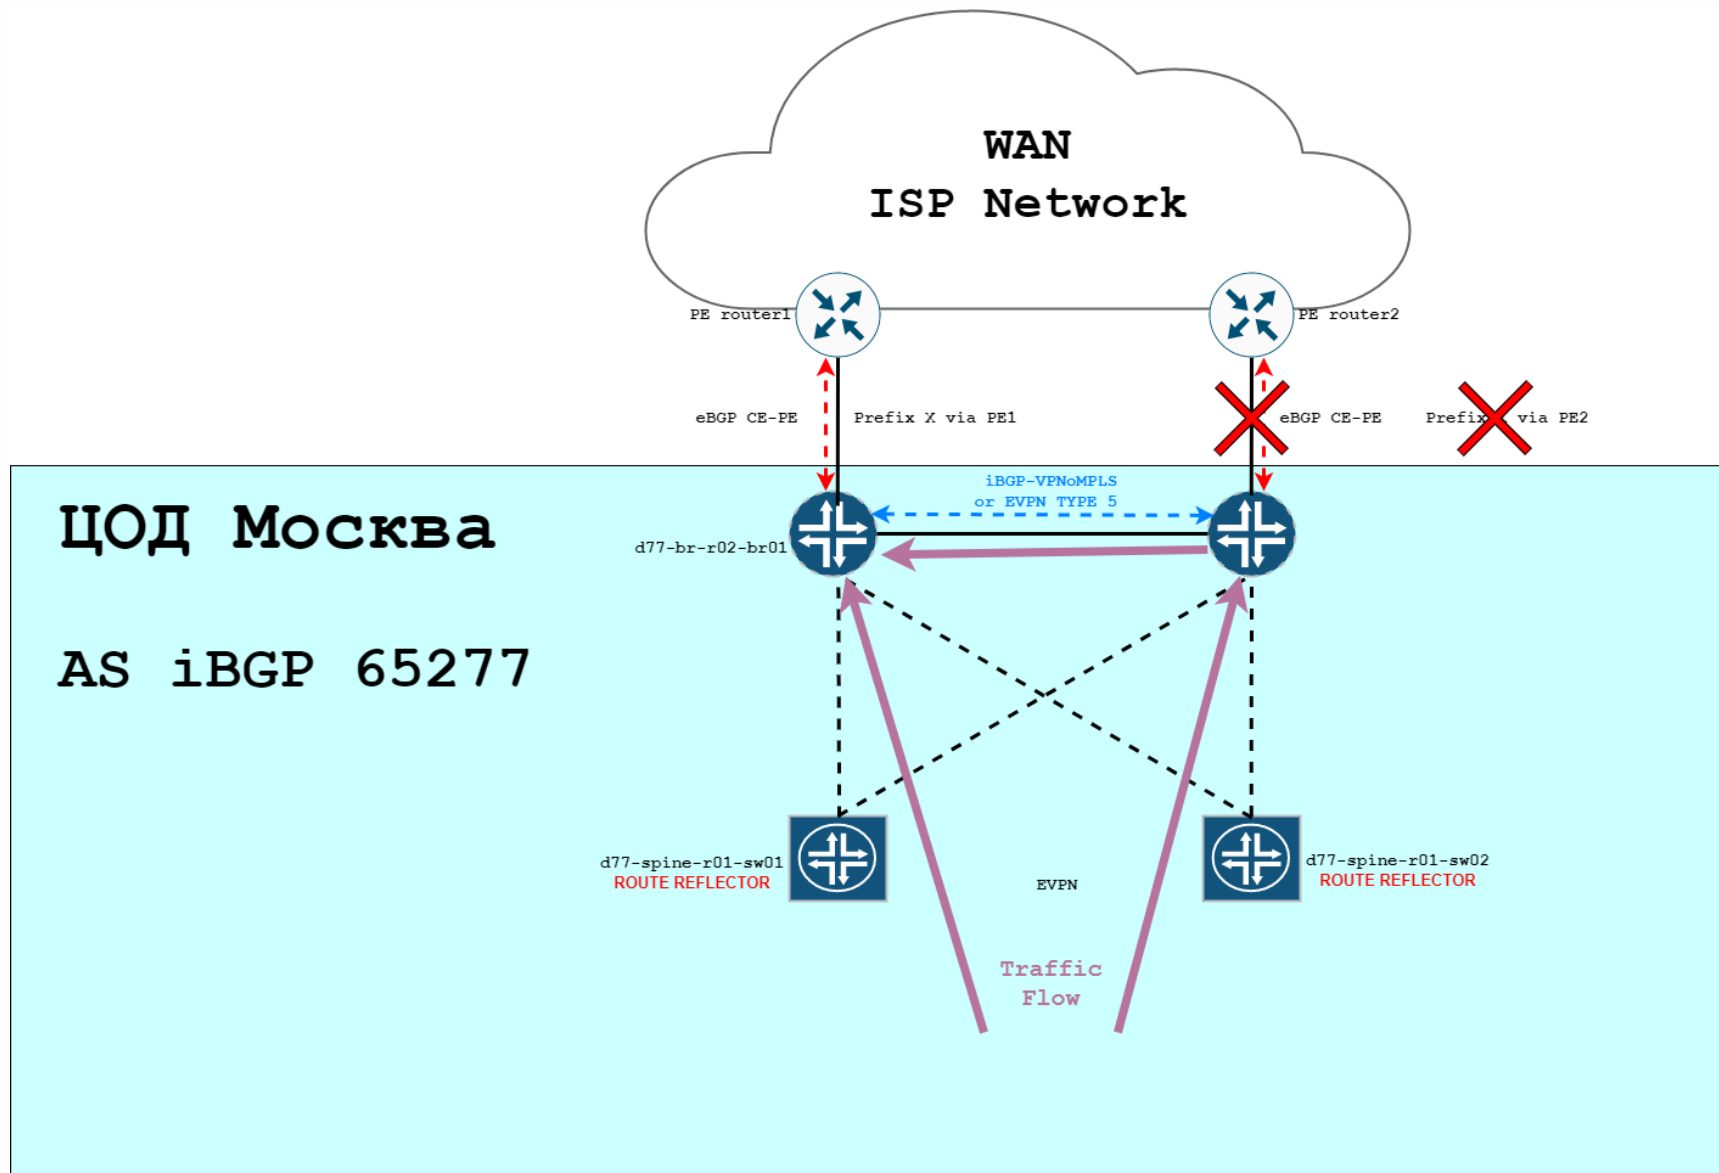 WAN
ISP Network
PE router1
PE router2
eBGP CE-PE
Prefix X via PE1
eBGP CE-PE
Prefix via PE2
iBGP-VPNoMPLS
or EVPN TYPE 5
ЦОД Москва
d77-br-r02-br01
AS iBGP 65277
d77-spine-r01-sw01
ROUTE REFLECTOR
EVPN
d77-spine-r01-sw02
ROUTE REFLECTOR
Traffic
Flow